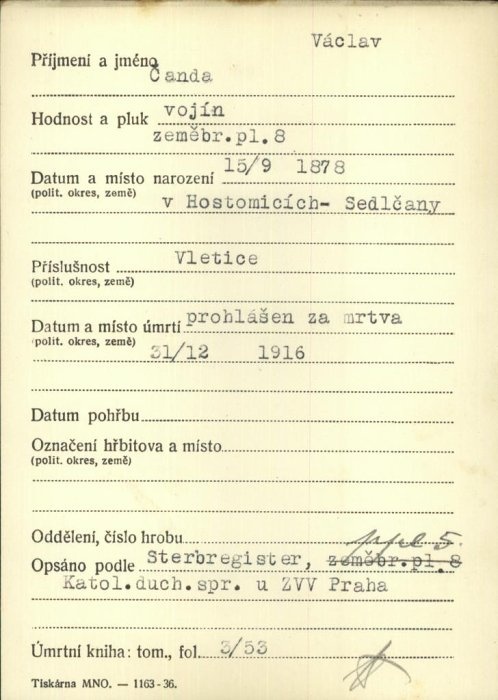 Václav
Příjmení a jméno Čanda
Hodnost a pluk vojín
zeměbr.pl.8
Datum a místo narození 15/9 1878
(polit. okres, země) v Hostomicích- Sedlčany
Příslušnost Vletice
(polit. okres, země)
Datum a místo úmrtí prohlášen za mrtva
(polit. okres, země) 31/12 1916
Datum pohřbu
Označení hřbitova a místo
(polit. okres, země)
Oddělení, číslo hrobu 5.
Opsáno podle Sterbregister, zeměbr.pl.8
Katol.duch.spr. u ZVV Praha
Úmrtní kniha: tom., fol. 3/53
Tiskárna MNO. — 1163-36.